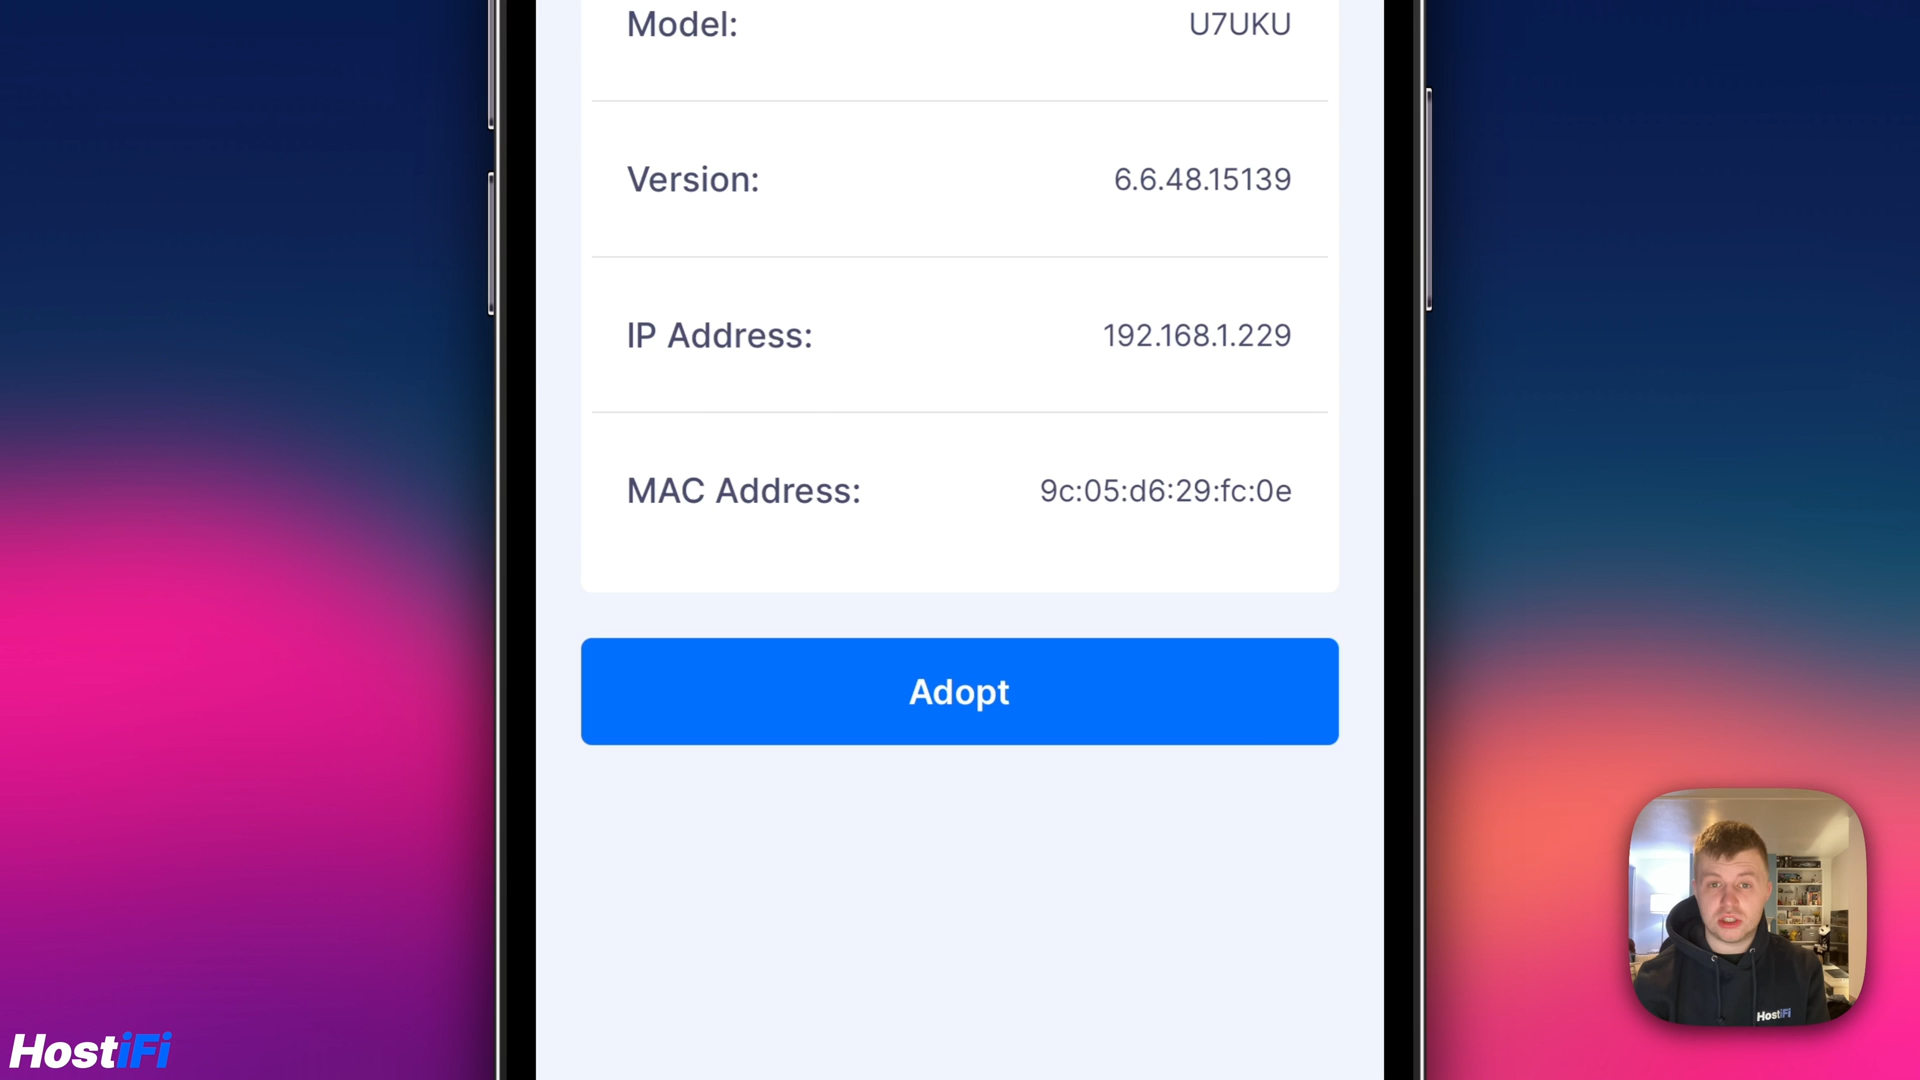 Model: U7UKU
Version: 6.6.48.15139
IP Address: 192.168.1.229
MAC Address: 9c:05:d6:29:fc:0e
Adopt
HostiFi
HostiFi